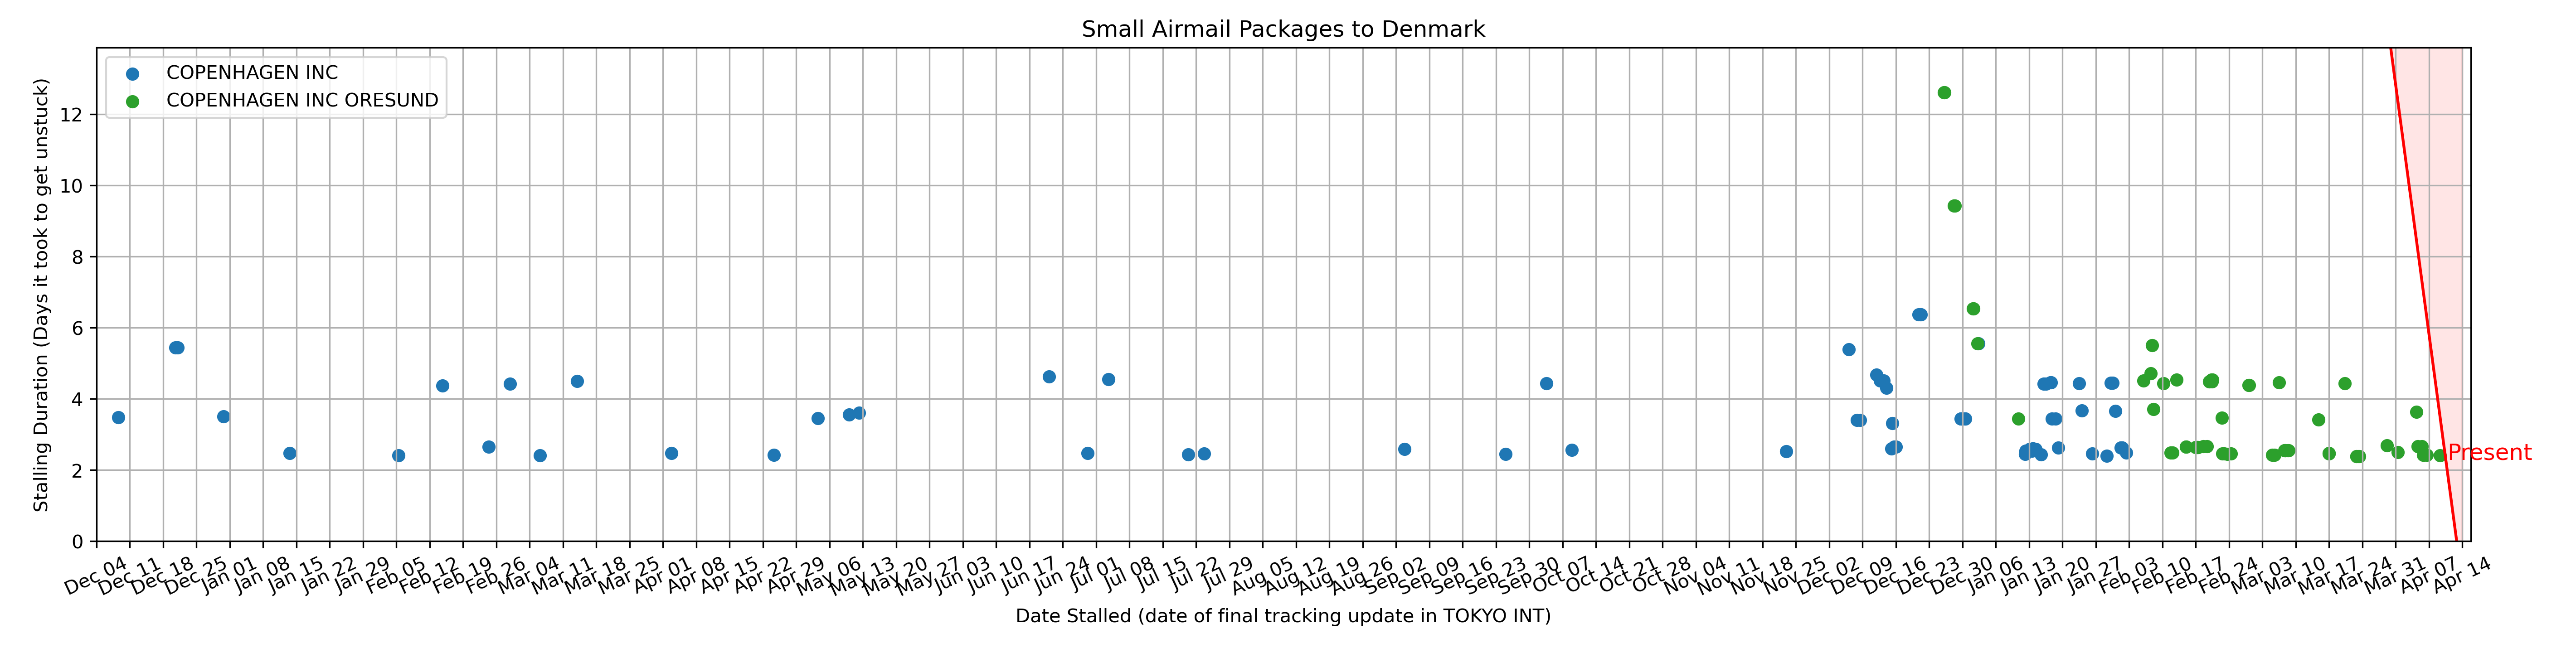 Small Airmail Packages to Denmark
COPENHAGEN INC
COPENHAGEN INC ORESUND
Stalling Duration (Days it took to get unstuck)
12
10
8
6
4
2
0
Present
Dec 04 Dec 11 Dec 18 Dec 25 Jan 01 Jan 08 Jan 15 Jan 22 Jan 29 Feb 05 Feb 12 Feb 19 Feb 26 Mar 04 Mar 11 Mar 18 Mar 25 Apr 01 Apr 08 Apr 15 Apr 22 Apr 29 May 06 May 13 May 20 May 27 Jun 03 Jun 10 Jun 17 Jun 24 Jul 01 Jul 08 Jul 15 Jul 22 Jul 29 Aug 05 Aug 12 Aug 19 Aug 26 Sep 02 Sep 09 Sep 16 Sep 23 Sep 30 Oct 07 Oct 14 Oct 21 Oct 28 Nov 04 Nov 11 Nov 18 Nov 25 Dec 02 Dec 09 Dec 16 Dec 23 Dec 30 Jan 06 Jan 13 Jan 20 Jan 27 Feb 03 Feb 10 Feb 17 Feb 24 Mar 03 Mar 10 Mar 17 Mar 24 Mar 31 Apr 07 Apr 14
Date Stalled (date of final tracking update in TOKYO INT)